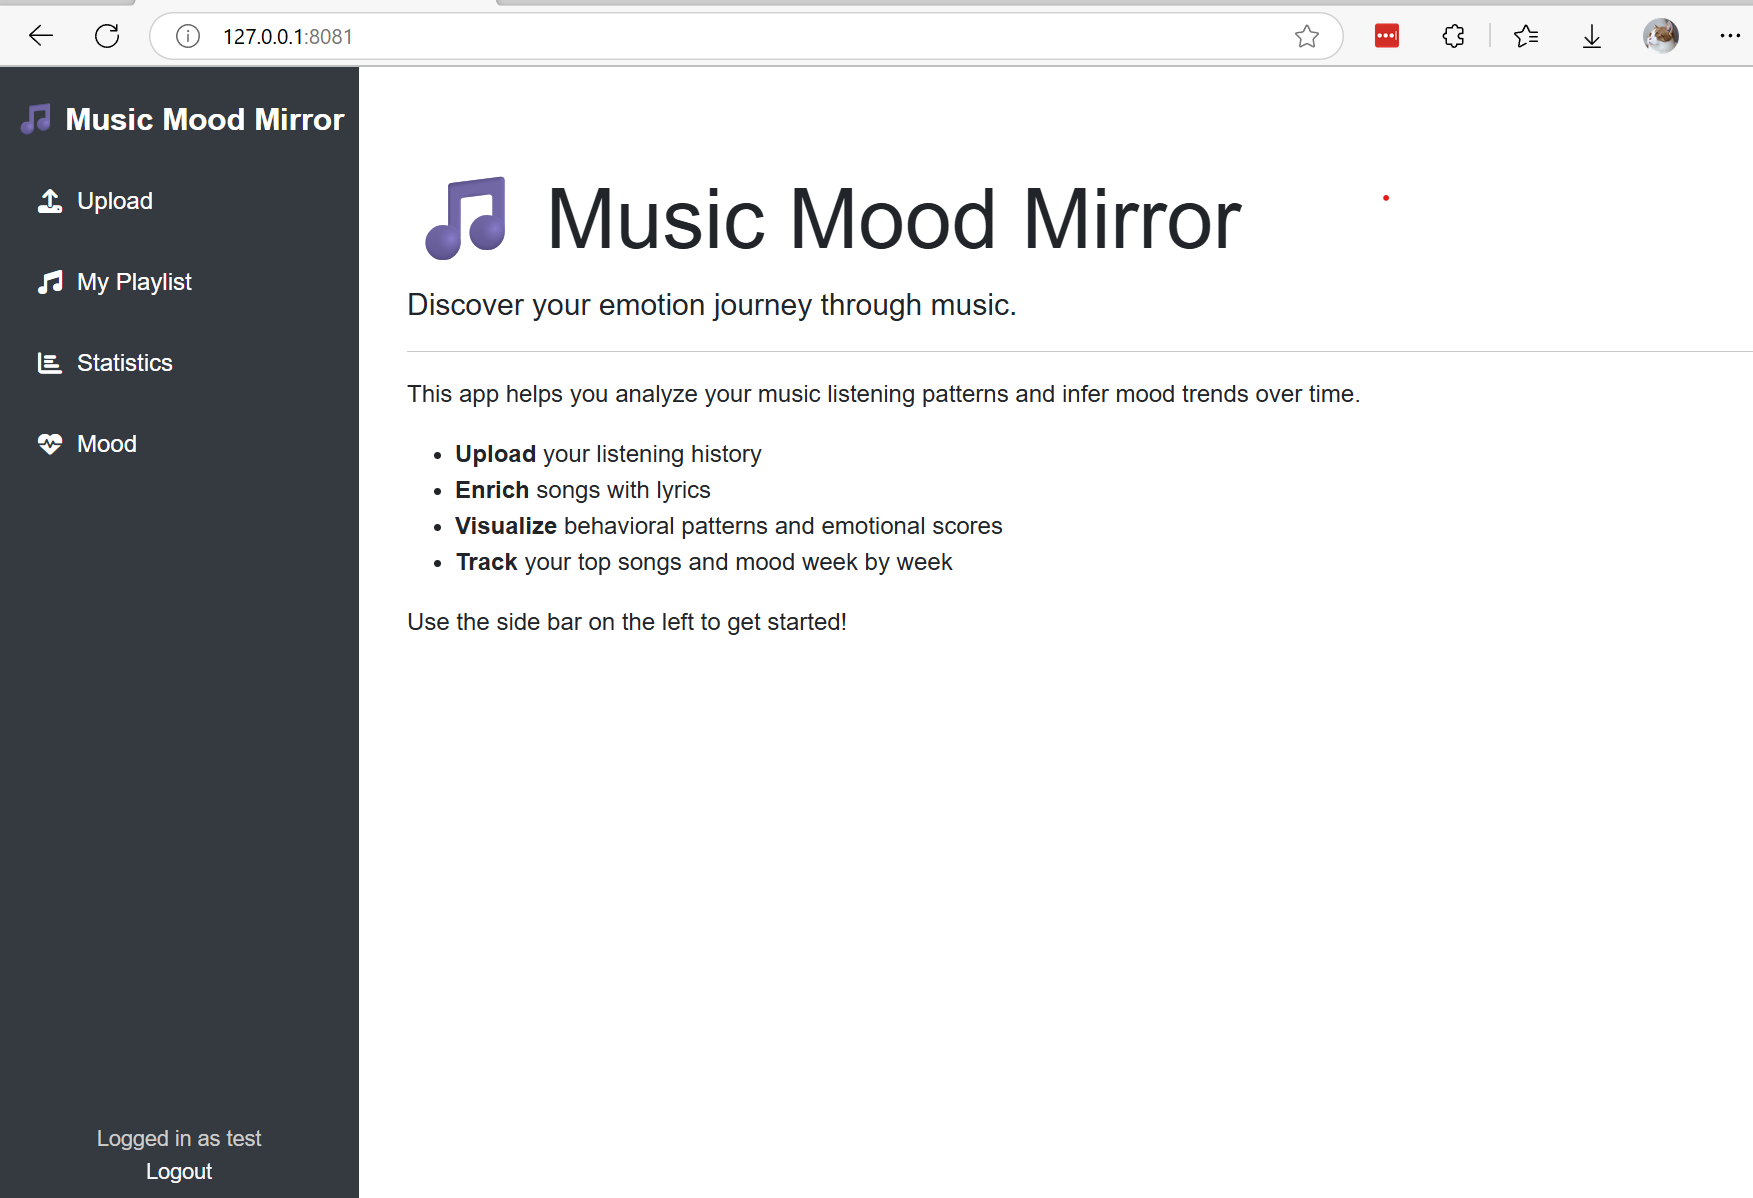 127.0.0.1:8081
Music Mood Mirror
Upload
My Playlist
Statistics
Mood
Logged in as test
Logout
Music Mood Mirror
Discover your emotion journey through music.
This app helps you analyze your music listening patterns and infer mood trends over time.
Upload your listening history
Enrich songs with lyrics
Visualize behavioral patterns and emotional scores
Track your top songs and mood week by week
Use the side bar on the left to get started!